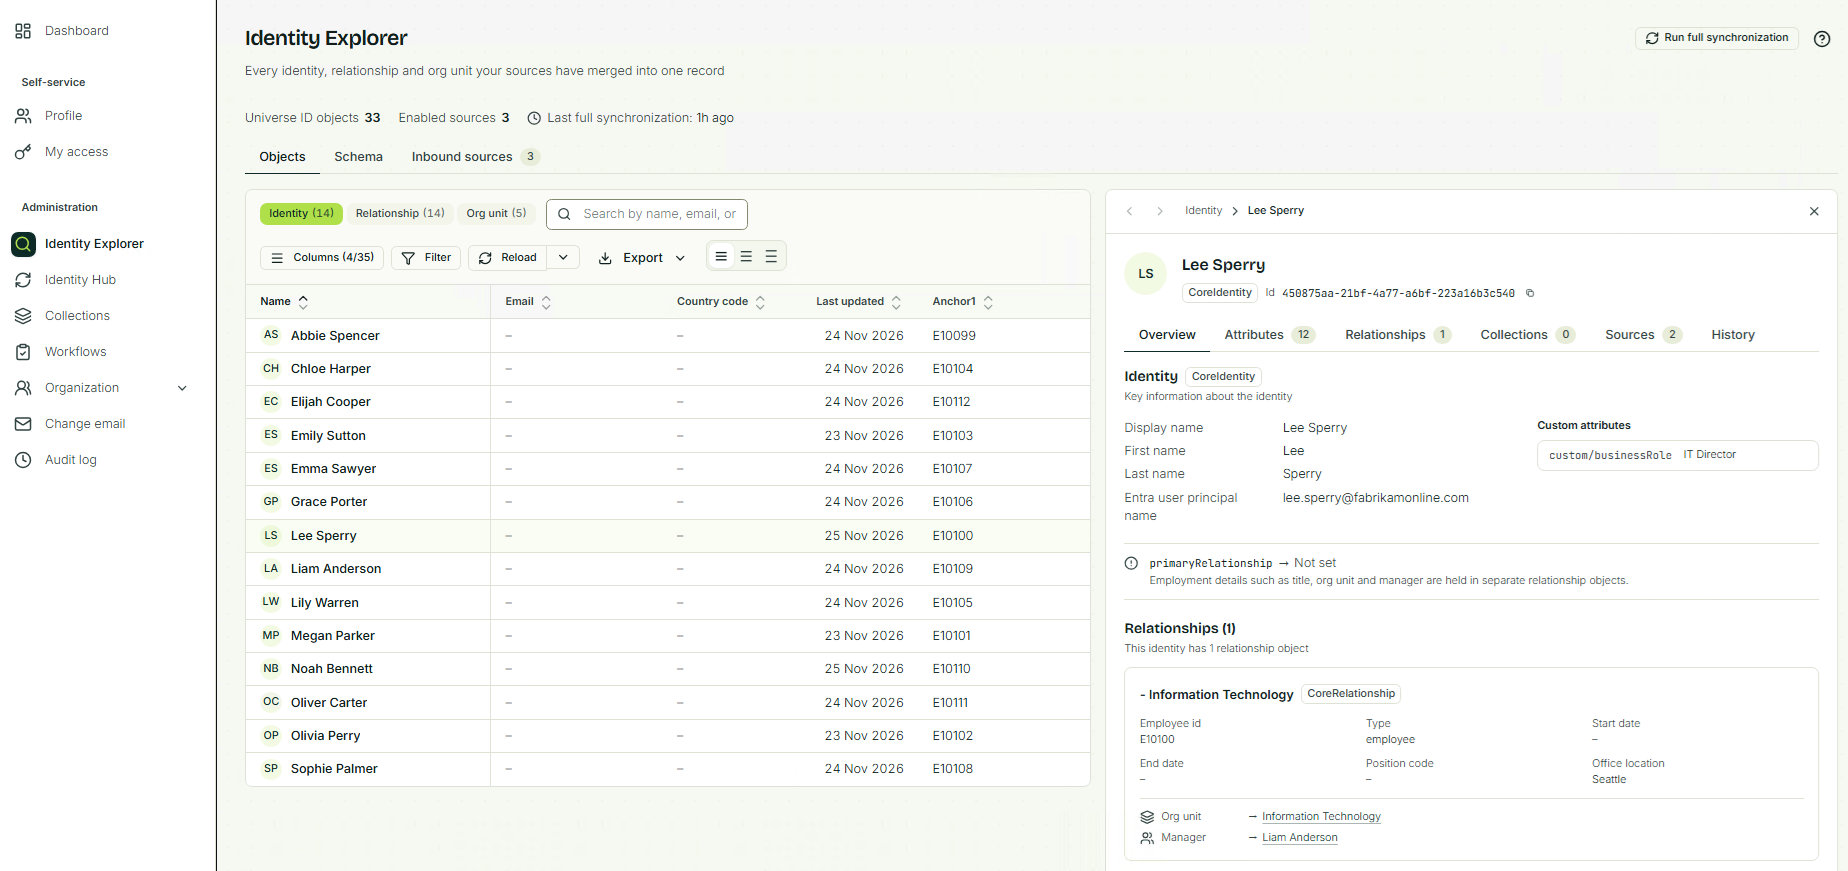 Dashboard
Self-service
Profile
My access
Administration
Identity Explorer
Identity Hub
Collections
Workflows
Organization
Change email
Audit log
Identity Explorer
Run full synchronization
Every identity, relationship and org unit your sources have merged into one record
Universe ID objects 33 Enabled sources 3 Last full synchronization: 1h ago
Objects Schema Inbound sources 3
Identity (14) Relationship (14) Org unit (5) Search by name, email, or
Columns (4/35) Filter Reload Export
Name Email Country code Last updated Anchor1
AS Abbie Spencer – – 24 Nov 2026 E10099
CH Chloe Harper – – 24 Nov 2026 E10104
EC Elijah Cooper – – 24 Nov 2026 E10112
ES Emily Sutton – – 23 Nov 2026 E10103
ES Emma Sawyer – – 24 Nov 2026 E10107
GP Grace Porter – – 24 Nov 2026 E10106
LS Lee Sperry – – 25 Nov 2026 E10100
LA Liam Anderson – – 24 Nov 2026 E10109
LW Lily Warren – – 24 Nov 2026 E10105
MP Megan Parker – – 23 Nov 2026 E10101
NB Noah Bennett – – 25 Nov 2026 E10110
OC Oliver Carter – – 24 Nov 2026 E10111
OP Olivia Perry – – 23 Nov 2026 E10102
SP Sophie Palmer – – 24 Nov 2026 E10108
Identity Lee Sperry
LS
Lee Sperry
CoreIdentity Id 450875aa-21bf-4a77-a6bf-223a16b3c540
Overview Attributes 12 Relationships 1 Collections 0 Sources 2 History
Identity CoreIdentity
Key information about the identity
Display name Lee Sperry
First name Lee
Last name Sperry
Entra user principal name lee.sperry@fabrikamonline.com
Custom attributes
custom/businessRole IT Director
primaryRelationship → Not set
Employment details such as title, org unit and manager are held in separate relationship objects.
Relationships (1)
This identity has 1 relationship object
- Information Technology CoreRelationship
Employee id Type Start date
E10100 employee –
End date Position code Office location
– – Seattle
Org unit → Information Technology
Manager → Liam Anderson